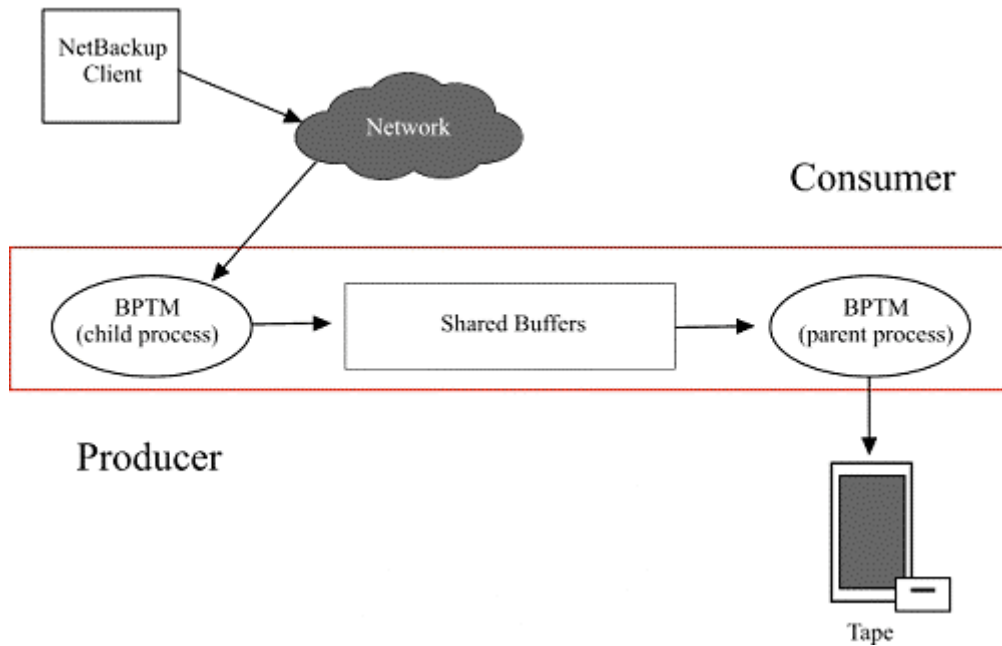 NetBackup
Client
Network
Consumer
BPTM
(child process)
Shared Buffers
BPTM
(parent process)
Producer
Tape